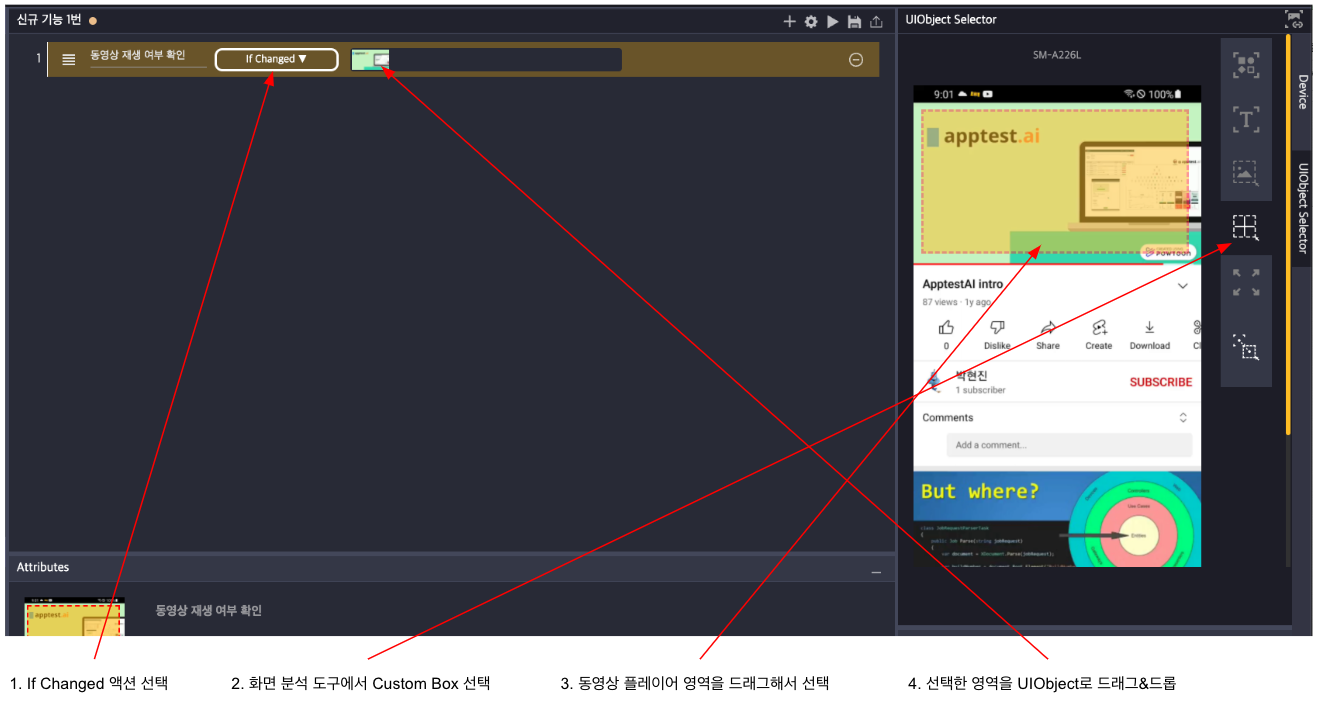 신규 기능 1번
UIObject Selector
1
동영상 재생 여부 확인
If Changed ▼
SM-A226L
Device
UIObject Selector
9:01
100%
apptest.ai
POWTOON
ApptestAI intro
87 views · 1y ago
0
Dislike
Share
Create
Download
박현진
1 subscriber
SUBSCRIBE
Comments
Add a comment...
But where?
Use Cases
Entities
Attributes
apptest.ai
동영상 재생 여부 확인
1. If Changed 액션 선택
2. 화면 분석 도구에서 Custom Box 선택
3. 동영상 플레이어 영역을 드래그해서 선택
4. 선택한 영역을 UIObject로 드래그&드롭